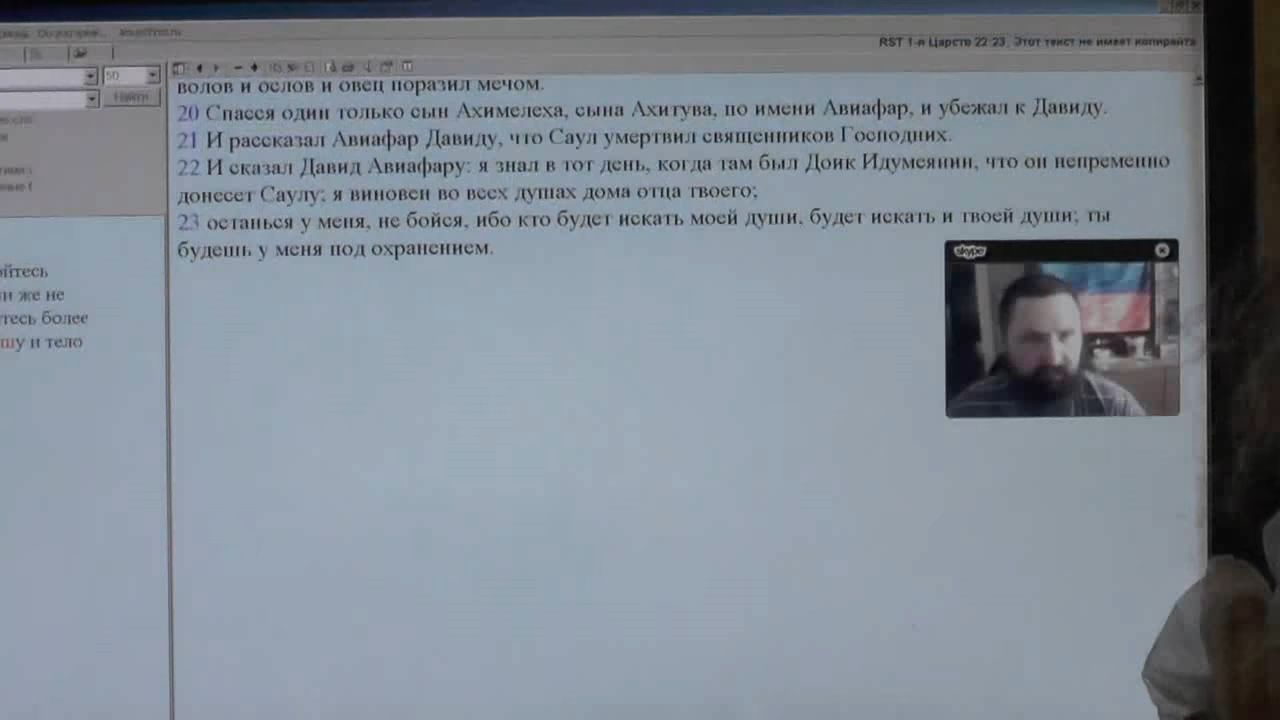 RST 1-я Царств 22:23, Этот текст не имеет копирайта
50
Найти
волов и ослов и овец поразил мечом.
20 Спасся один только сын Ахимелеха, сына Ахитува, по имени Авиафар, и убежал к Давиду.
21 И рассказал Авиафар Давиду, что Саул умертвил священников Господних.
22 И сказал Давид Авиафару: я знал в тот день, когда там был Доик Идумеянин, что он непременно
донесет Саулу; я виновен во всех душах дома отца твоего;
23 останься у меня, не бойся, ибо кто будет искать моей души, будет искать и твоей души; ты
будешь у меня под охранением.
skype
ойтесь
и же не
тесь более
шу и тело